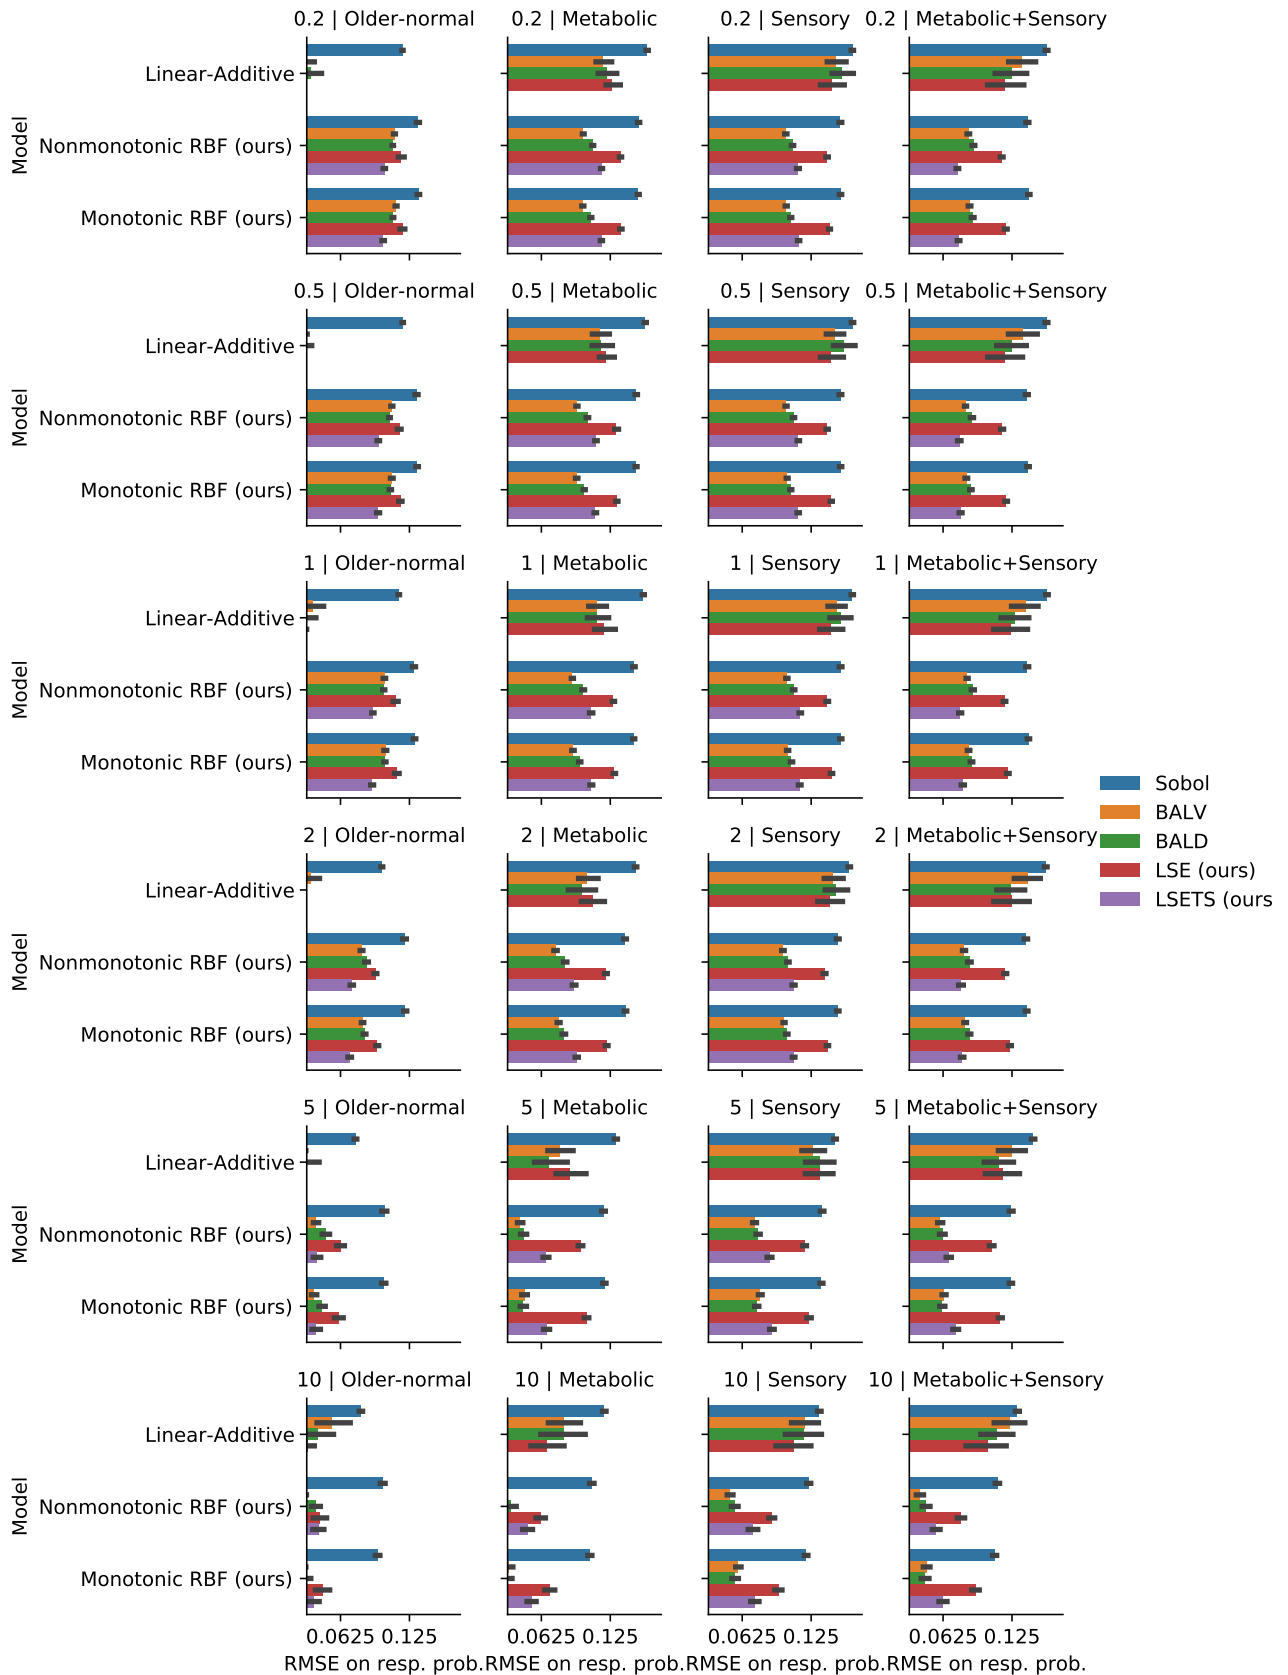 0.2 | Older-normal 0.2 | Metabolic 0.2 | Sensory 0.2 | Metabolic+Sensory
Model
Linear-Additive
Nonmonotonic RBF (ours)
Monotonic RBF (ours)
0.5 | Older-normal 0.5 | Metabolic 0.5 | Sensory 0.5 | Metabolic+Sensory
Model
Linear-Additive
Nonmonotonic RBF (ours)
Monotonic RBF (ours)
1 | Older-normal 1 | Metabolic 1 | Sensory 1 | Metabolic+Sensory
Model
Linear-Additive
Nonmonotonic RBF (ours)
Monotonic RBF (ours)
Sobol
BALV
BALD
LSE (ours)
LSETS (ours
2 | Older-normal 2 | Metabolic 2 | Sensory 2 | Metabolic+Sensory
Model
Linear-Additive
Nonmonotonic RBF (ours)
Monotonic RBF (ours)
5 | Older-normal 5 | Metabolic 5 | Sensory 5 | Metabolic+Sensory
Model
Linear-Additive
Nonmonotonic RBF (ours)
Monotonic RBF (ours)
10 | Older-normal 10 | Metabolic 10 | Sensory 10 | Metabolic+Sensory
Model
Linear-Additive
Nonmonotonic RBF (ours)
Monotonic RBF (ours)
0.0625 0.125 0.0625 0.125 0.0625 0.125 0.0625 0.125
RMSE on resp. prob. RMSE on resp. prob. RMSE on resp. prob. RMSE on resp. prob.